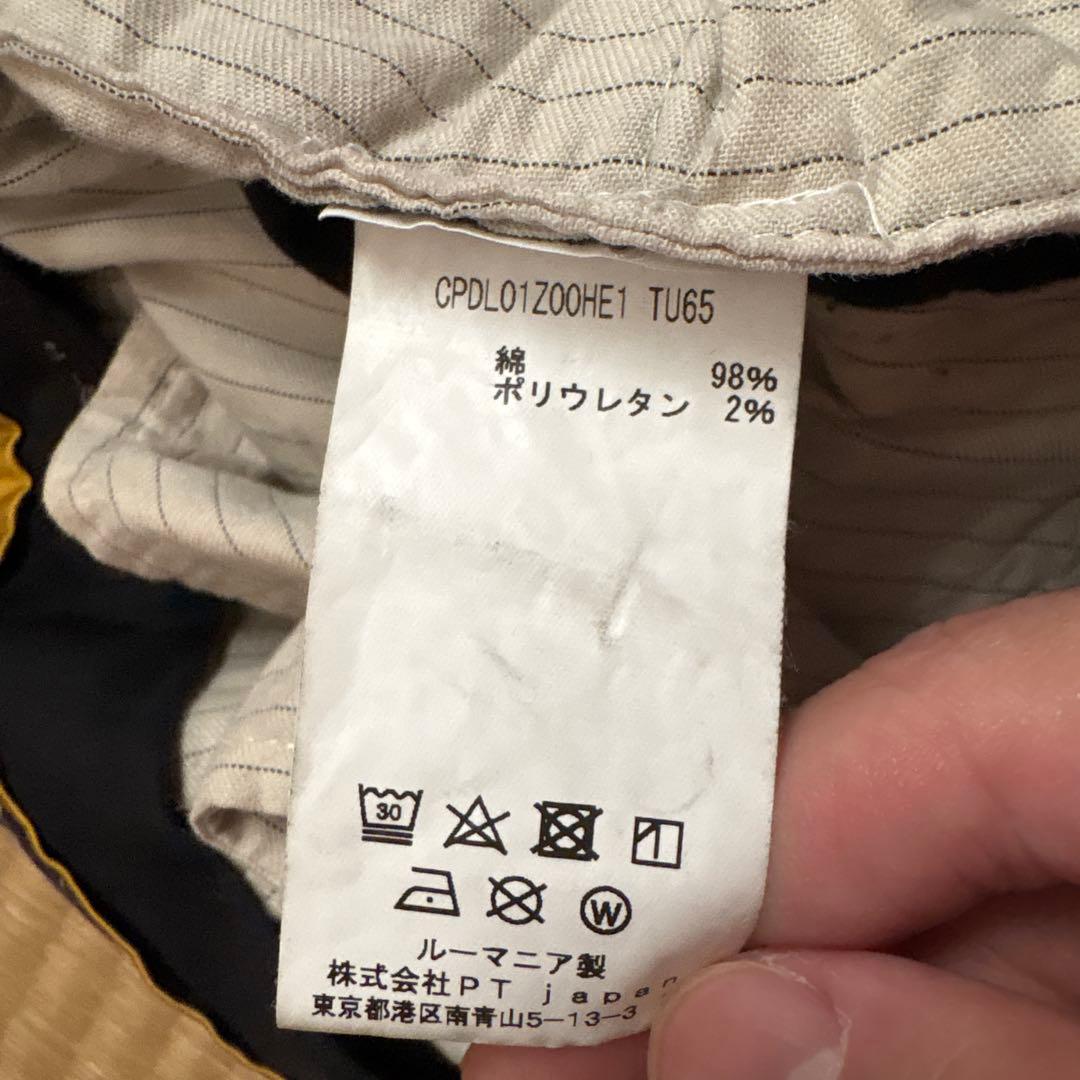 CPDL01Z00HE1 TU65
綿 98%
ポリウレタン 2%
30
W
ルーマニア製
株式会社PT japan
東京都港区南青山5-13-3